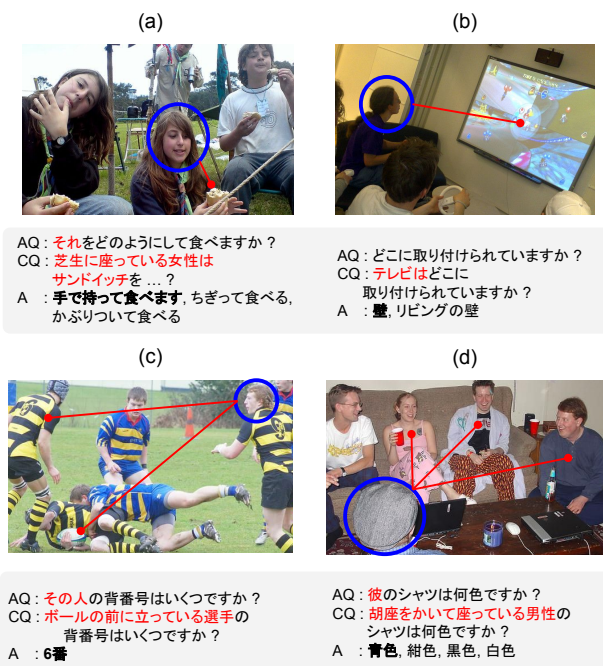 (a)
(b)
AQ : それをどのようにして食べますか ?
CQ : 芝生に座っている女性は
サンドイッチを ... ?
A : 手で持って食べます, ちぎって食べる,
かぶりついて食べる
AQ : どこに取り付けられていますか ?
CQ : テレビはどこに
取り付けられていますか ?
A : 壁, リビングの壁
(c)
(d)
AQ : その人の背番号はいくつですか ?
CQ : ボールの前に立っている選手の
背番号はいくつですか ?
A : 6番
AQ : 彼のシャツは何色ですか ?
CQ : 胡座をかいて座っている男性の
シャツは何色ですか ?
A : 青色, 紺色, 黒色, 白色